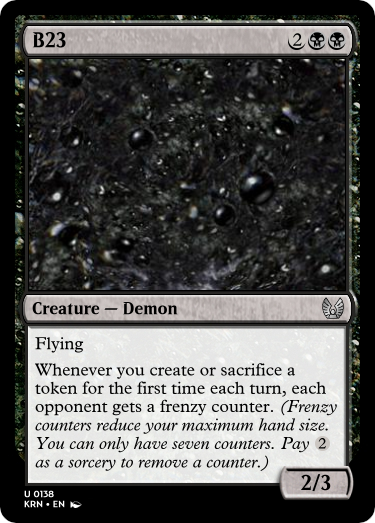 B23 2
Creature — Demon
Flying
Whenever you create or sacrifice a
token for the first time each turn, each
opponent gets a frenzy counter. (Frenzy
counters reduce your maximum hand size.
You can only have seven counters. Pay 2
as a sorcery to remove a counter.)
2/3
U 0138
KRN • EN